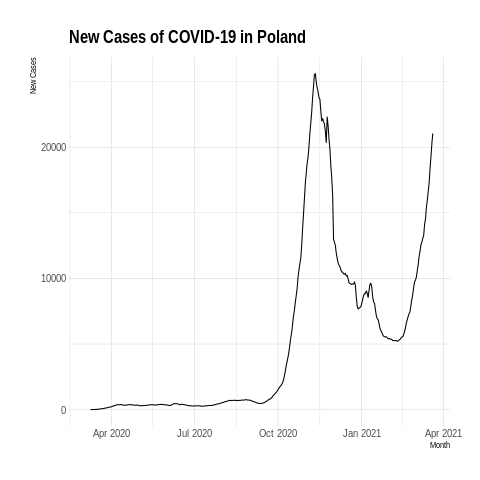 New Cases of COVID-19 in Poland
New Cases
20000
10000
0
Apr 2020
Jul 2020
Oct 2020
Jan 2021
Apr 2021
Month